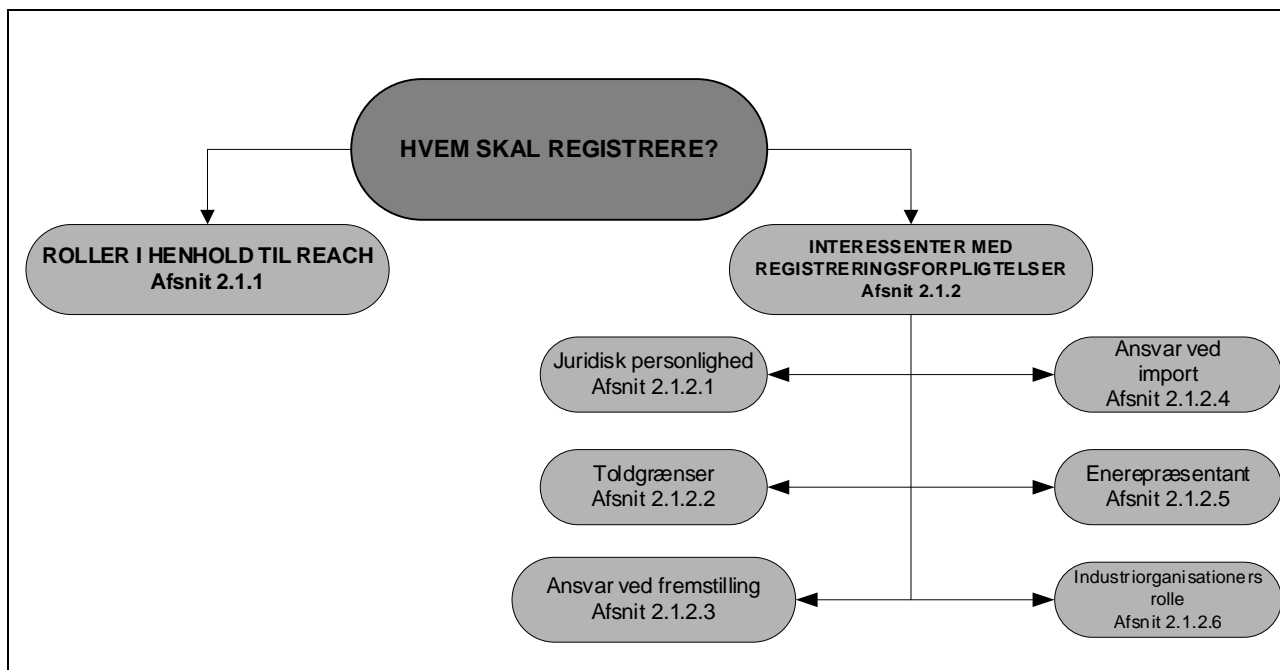 HVEM SKAL REGISTRERE?
ROLLER I HENHOLD TIL REACH
Afsnit 2.1.1
INTERESSENTER MED
REGISTRERINGSFORPLIGTELSER
Afsnit 2.1.2
Juridisk personlighed
Afsnit 2.1.2.1
Ansvar ved
import
Afsnit 2.1.2.4
Toldgrænser
Afsnit 2.1.2.2
Enerepræsentant
Afsnit 2.1.2.5
Ansvar ved fremstilling
Afsnit 2.1.2.3
Industriorganisationers
rolle
Afsnit 2.1.2.6